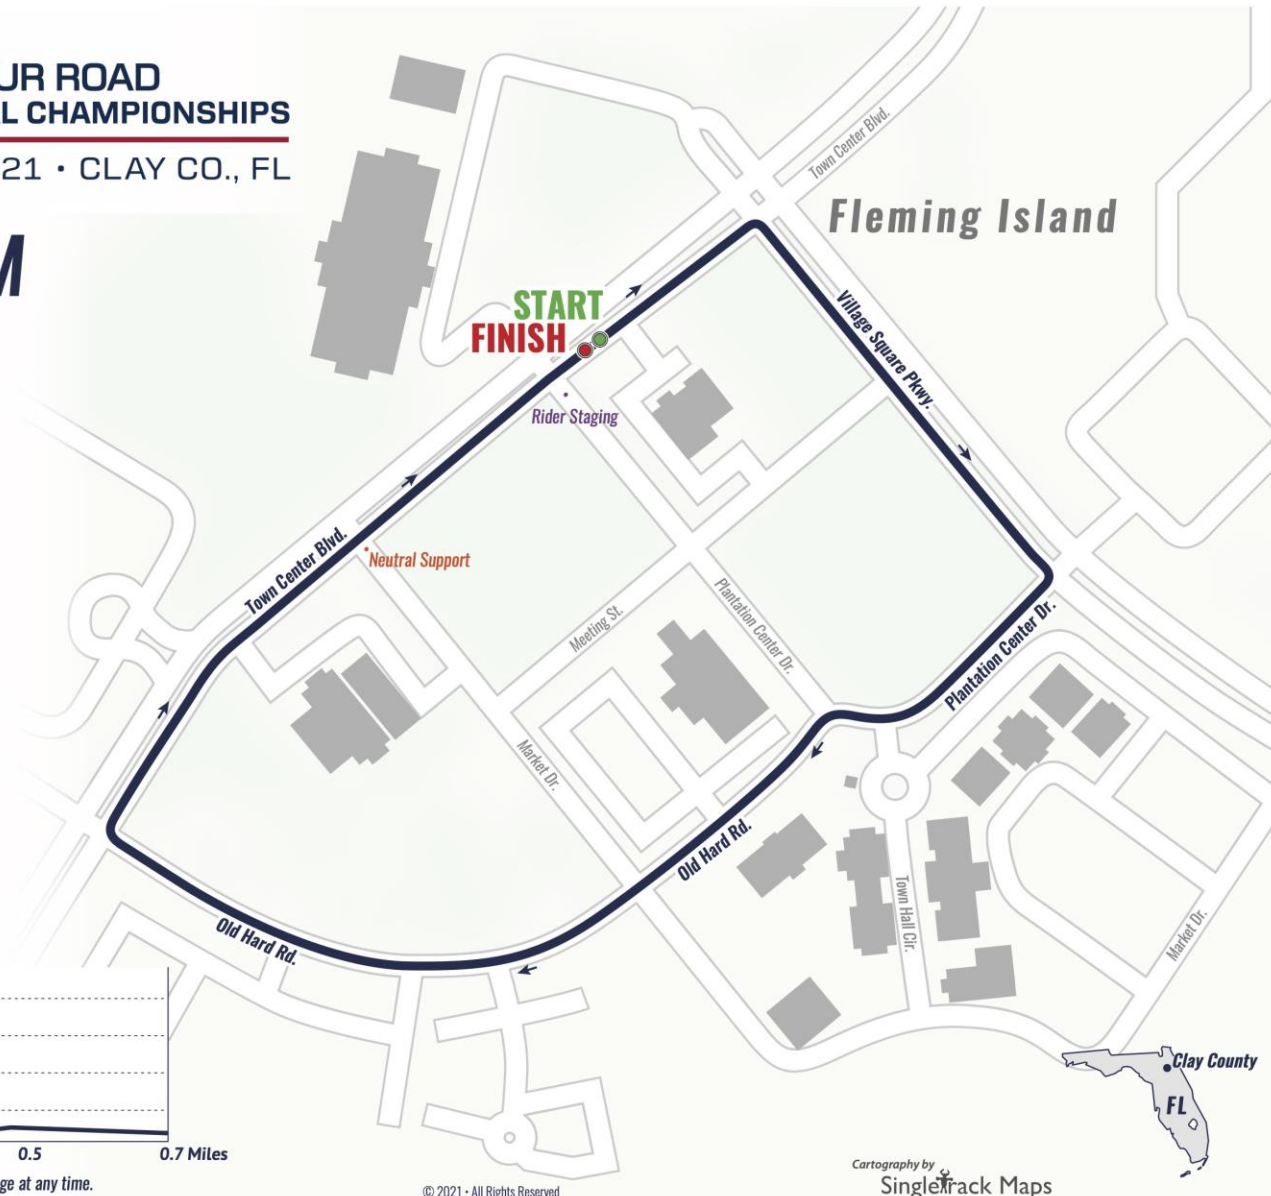 UR ROAD
L CHAMPIONSHIPS
21 • CLAY CO., FL
M
Town Center Blvd.
Fleming Island
START
FINISH
Village Square Pkwy.
Rider Staging
Town Center Blvd.
Neutral Support
Meeting St.
Plantation Center Dr.
Plantation Center Dr.
Market Dr.
Old Hard Rd.
Town Hall Cir.
Market Dr.
Old Hard Rd.
Clay County
FL
0.5
0.7 Miles
ge at any time.
© 2021 • All Rights Reserved
Cartography by
Singletrack Maps